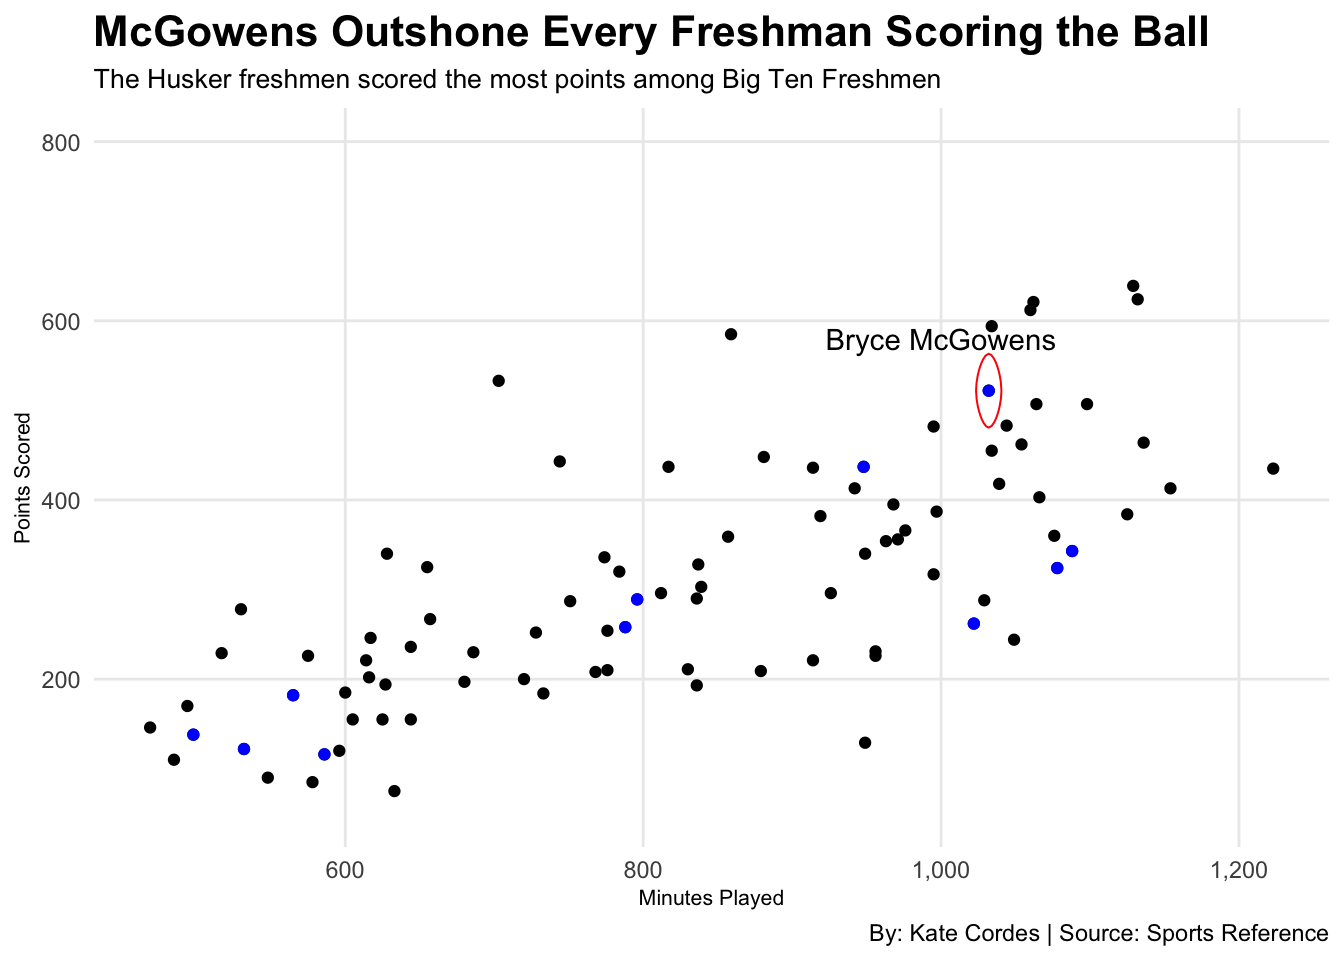 McGowens Outshone Every Freshman Scoring the Ball
The Husker freshmen scored the most points among Big Ten Freshmen
800
600
400
200
Points Scored
Bryce McGowens
600
800
1,000
1,200
Minutes Played
By: Kate Cordes | Source: Sports Reference